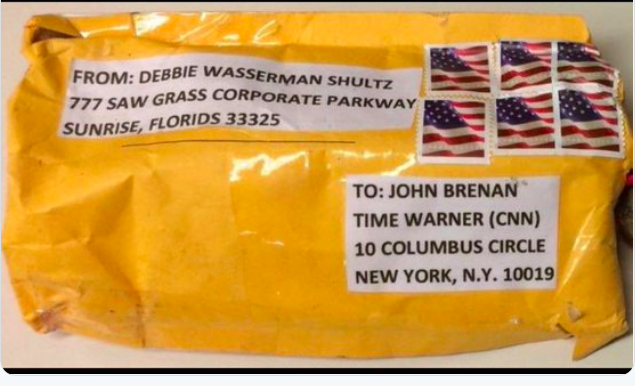 FROM: DEBBIE WASSERMAN SHULTZ
777 SAW GRASS CORPORATE PARKWAY
SUNRISE, FLORIDS 33325
TO: JOHN BRENAN
TIME WARNER (CNN)
10 COLUMBUS CIRCLE
NEW YORK, N.Y. 10019